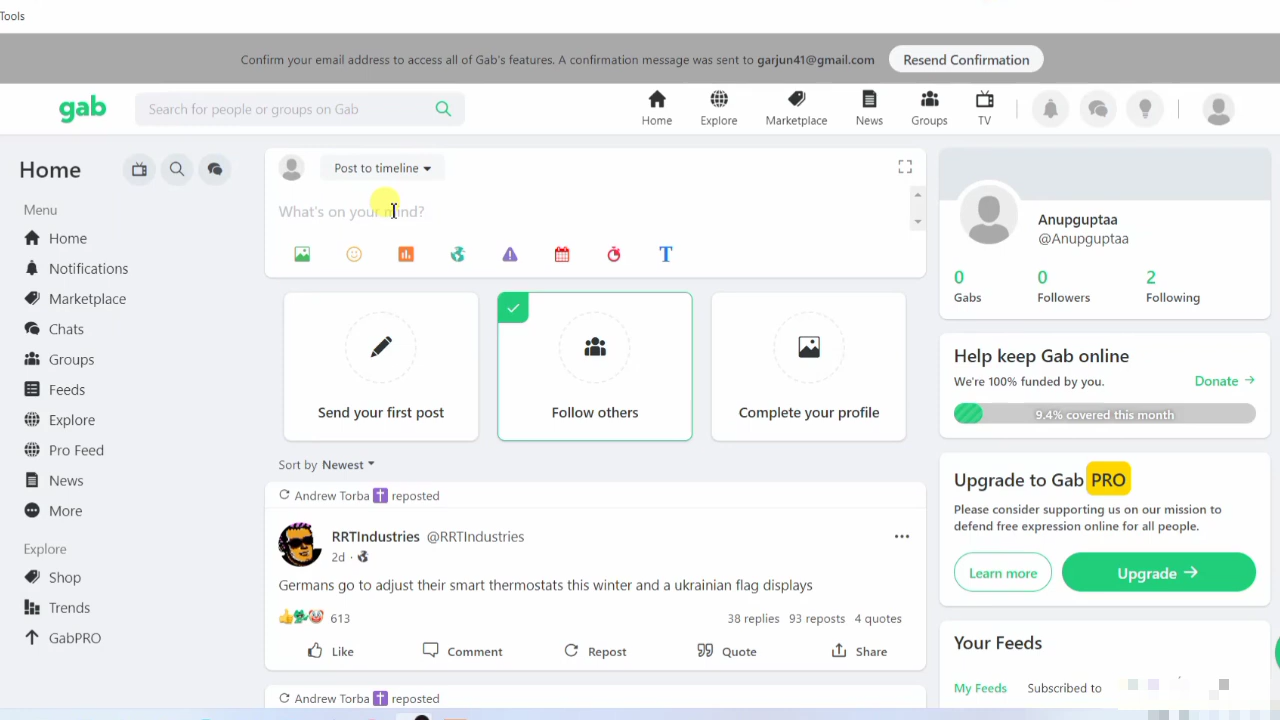 Tools
Confirm your email address to access all of Gab's features. A confirmation message was sent to garjun41@gmail.com
Resend Confirmation
gab
Search for people or groups on Gab
Home
Explore
Marketplace
News
Groups
TV
Home
Menu
Home
Notifications
Marketplace
Chats
Groups
Feeds
Explore
Pro Feed
News
More
Explore
Shop
Trends
GabPRO
Post to timeline
What's on your mind?
T
Send your first post
Follow others
Complete your profile
Sort by Newest
Andrew Torba reposted
RRTIndustries @RRTIndustries
2d ·
...
Germans go to adjust their smart thermostats this winter and a ukrainian flag displays
613
38 replies 93 reposts 4 quotes
Like Comment Repost Quote Share
Andrew Torba reposted
Anupguptaa
@Anupguptaa
0 0 2
Gabs Followers Following
Help keep Gab online
We're 100% funded by you.
Donate →
9.4% covered this month
Upgrade to Gab PRO
Please consider supporting us on our mission to
defend free expression online for all people.
Learn more
Upgrade →
Your Feeds
My Feeds Subscribed to